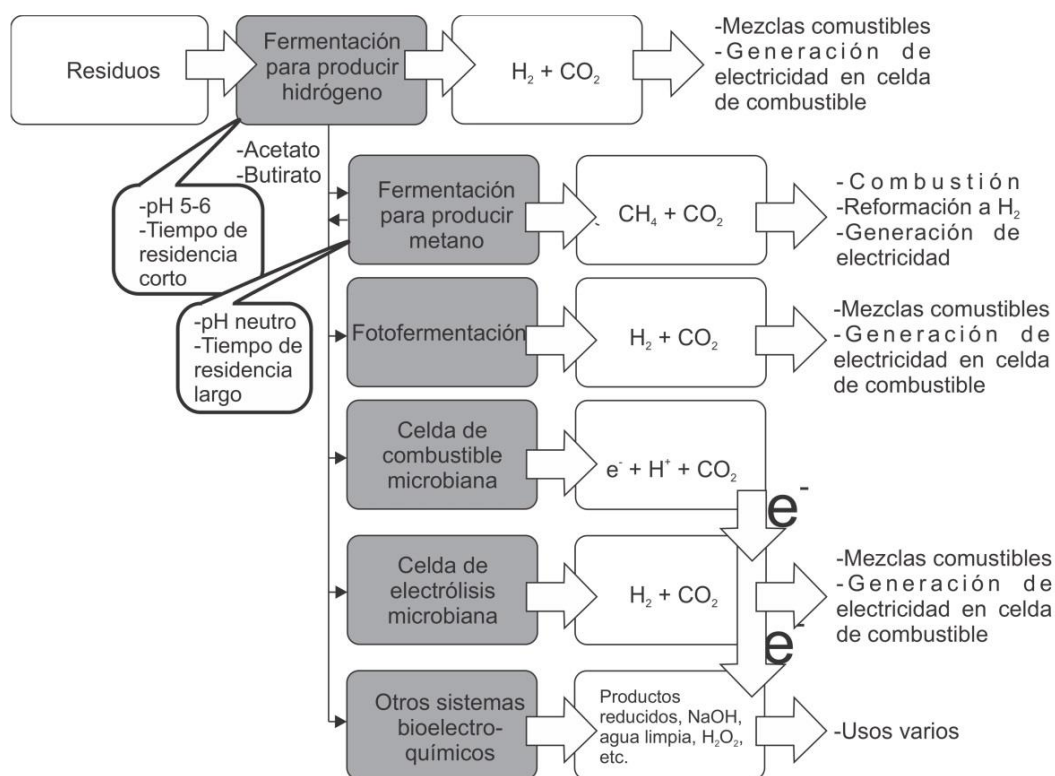 Residuos
Fermentación
para producir
hidrógeno
H₂ + CO₂
-Mezclas comustibles
-Generación de
electricidad en celda
de combustible
-Acetato
-Butirato
-pH 5-6
-Tiempo de
residencia
corto
Fermentación
para producir
metano
CH₄ + CO₂
-Combustión
-Reformación a H₂
-Generación de
electricidad
-pH neutro
-Tiempo de
residencia
largo
Fotofermentación
H₂ + CO₂
-Mezclas comustibles
-Generación de
electricidad en celda
de combustible
Celda de
combustible
microbiana
e⁻ + H⁺ + CO₂
e⁻
Celda de
electrólisis
microbiana
H₂ + CO₂
-Mezclas comustibles
-Generación de
electricidad en celda
de combustible
e⁻
Otros sistemas
bioelectro-
químicos
Productos
reducidos, NaOH,
agua limpia, H₂O₂,
etc.
-Usos varios